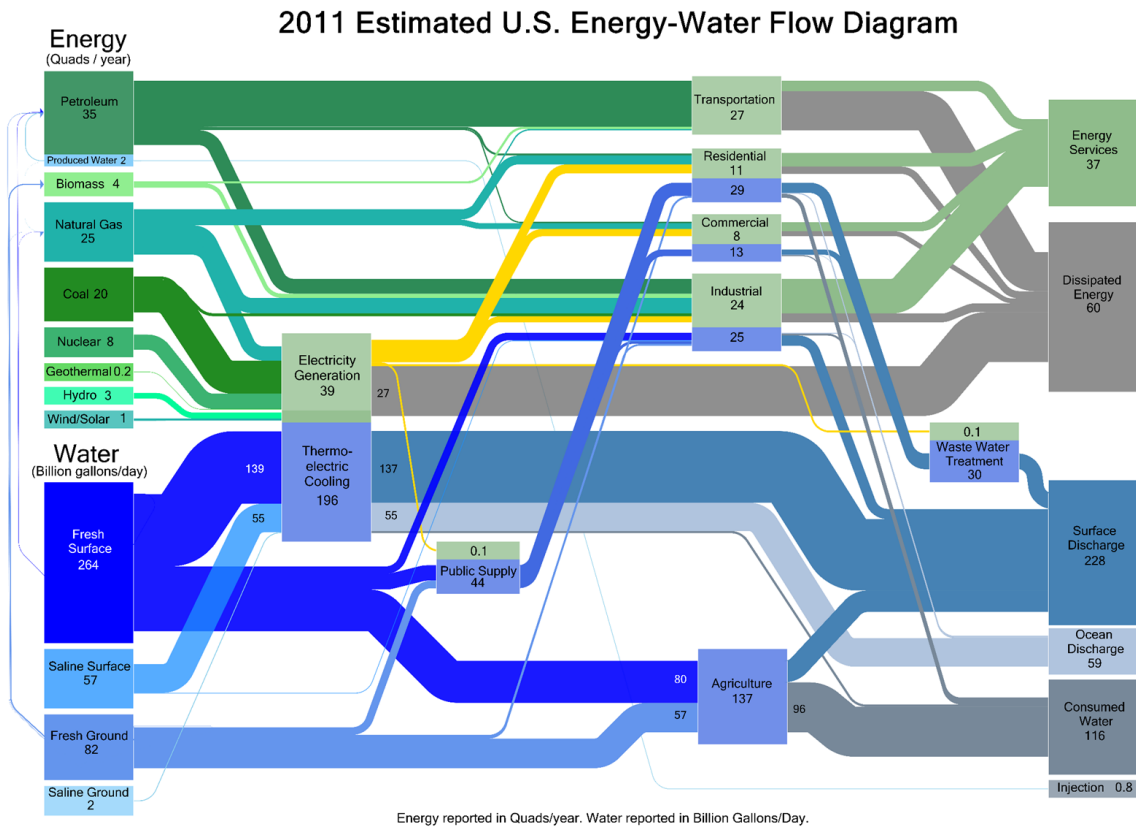 2011 Estimated U.S. Energy-Water Flow Diagram
Energy
(Quads / year)
Petroleum
35
Produced Water 2
Biomass 4
Natural Gas
25
Coal 20
Nuclear 8
Geothermal 0.2
Hydro 3
Wind/Solar 1
Water
(Billion gallons/day)
Fresh
Surface
264
Saline Surface
57
Fresh Ground
82
Saline Ground
2
Electricity
Generation
39
27
Thermo-
electric
Cooling
196
139
137
55
55
0.1
Public Supply
44
Transportation
27
Residential
11
29
Commercial
8
13
Industrial
24
25
80
57
Agriculture
137
96
0.1
Waste Water
Treatment
30
Energy
Services
37
Dissipated
Energy
60
Surface
Discharge
228
Ocean
Discharge
59
Consumed
Water
116
Injection 0.8
Energy reported in Quads/year. Water reported in Billion Gallons/Day.